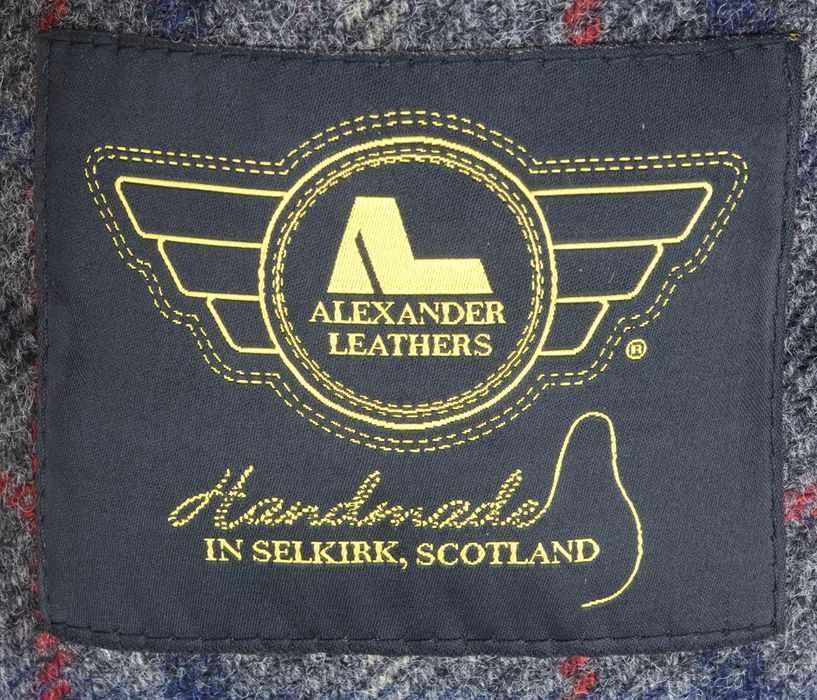 ALEXANDER
LEATHERS
®
Handmade
IN SELKIRK, SCOTLAND